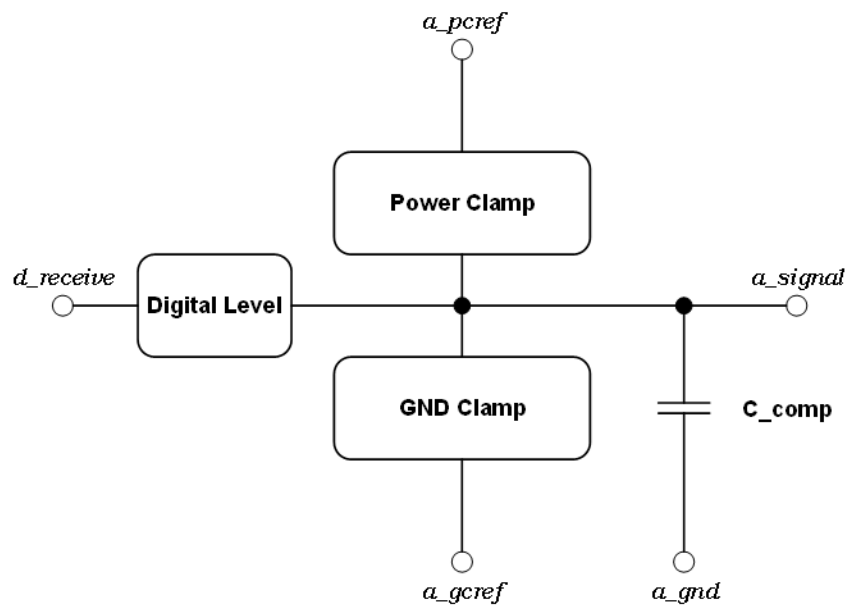 a_pcref
Power Clamp
d_receive
Digital Level
a_signal
GND Clamp
C_comp
a_gcref
a_gnd